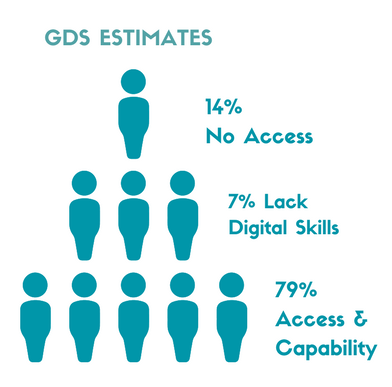 GDS ESTIMATES
14%
No Access
7% Lack
Digital Skills
79%
Access &
Capability